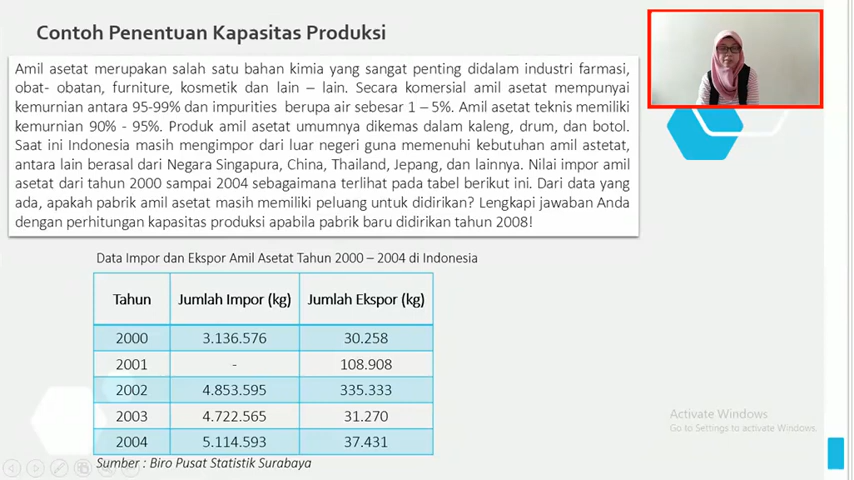 Contoh Penentuan Kapasitas Produksi
Amil asetat merupakan salah satu bahan kimia yang sangat penting didalam industri farmasi,
obat- obatan, furniture, kosmetik dan lain – lain. Secara komersial amil asetat mempunyai
kemurnian antara 95-99% dan impurities berupa air sebesar 1 – 5%. Amil asetat teknis memiliki
kemurnian 90% - 95%. Produk amil asetat umumnya dikemas dalam kaleng, drum, dan botol.
Saat ini Indonesia masih mengimpor dari luar negeri guna memenuhi kebutuhan amil astetat,
antara lain berasal dari Negara Singapura, China, Thailand, Jepang, dan lainnya. Nilai impor amil
asetat dari tahun 2000 sampai 2004 sebagaimana terlihat pada tabel berikut ini. Dari data yang
ada, apakah pabrik amil asetat masih memiliki peluang untuk didirikan? Lengkapi jawaban Anda
dengan perhitungan kapasitas produksi apabila pabrik baru didirikan tahun 2008!
Data Impor dan Ekspor Amil Asetat Tahun 2000 – 2004 di Indonesia
Tahun Jumlah Impor (kg) Jumlah Ekspor (kg)
2000 3.136.576 30.258
2001 - 108.908
2002 4.853.595 335.333
2003 4.722.565 31.270
2004 5.114.593 37.431
Sumber : Biro Pusat Statistik Surabaya
Activate Windows
Go to Settings to activate Windows.